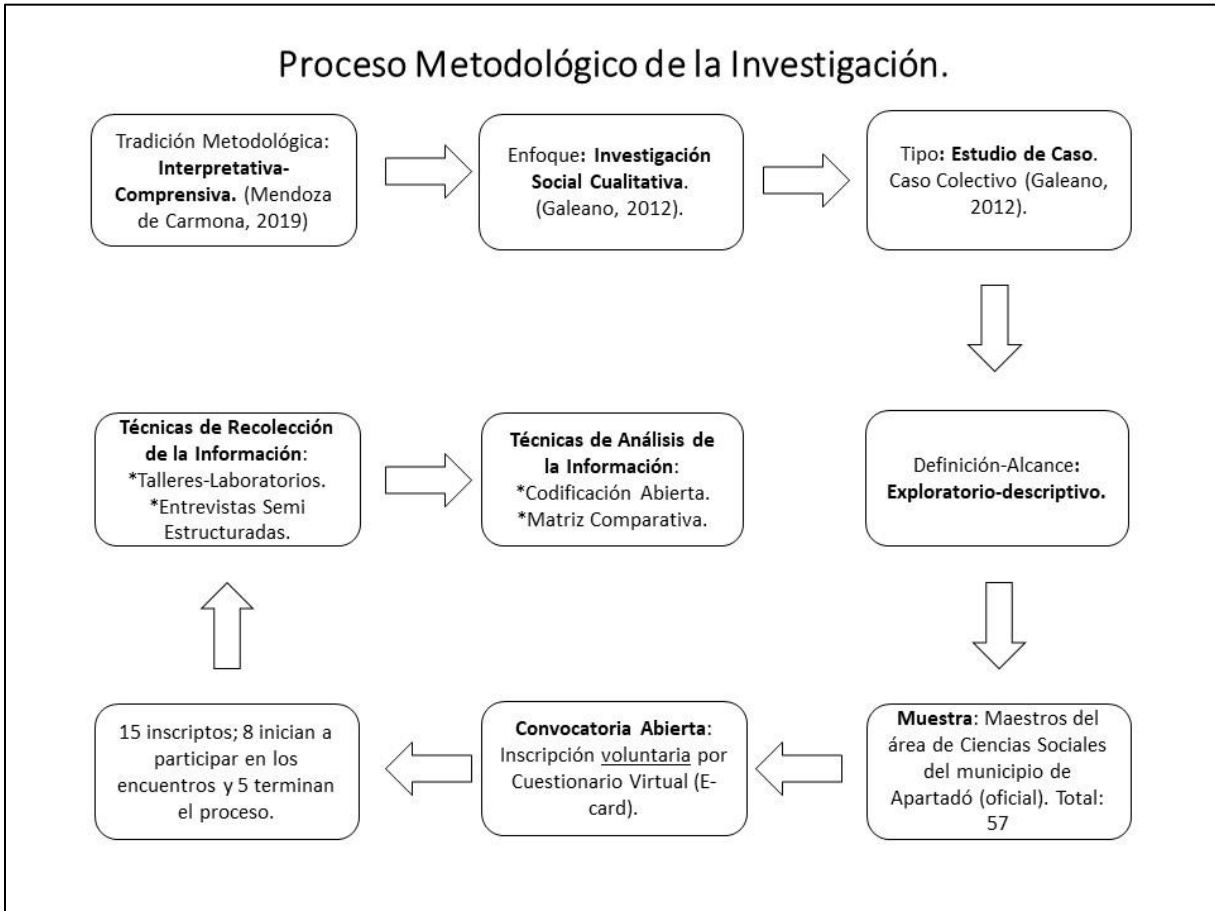 Proceso Metodológico de la Investigación.
Tradición Metodológica:
Interpretativa-
Comprensiva. (Mendoza
de Carmona, 2019)
Enfoque: Investigación
Social Cualitativa.
(Galeano, 2012).
Tipo: Estudio de Caso.
Caso Colectivo (Galeano,
2012).
Definición-Alcance:
Exploratorio-descriptivo.
Muestra: Maestros del
área de Ciencias Sociales
del municipio de
Apartadó (oficial). Total:
57
Convocatoria Abierta:
Inscripción voluntaria por
Cuestionario Virtual (E-
card).
15 inscriptos; 8 inician a
participar en los
encuentros y 5 terminan
el proceso.
Técnicas de Recolección
de la Información:
*Talleres-Laboratorios.
*Entrevistas Semi
Estructuradas.
Técnicas de Análisis de
la Información:
*Codificación Abierta.
*Matriz Comparativa.